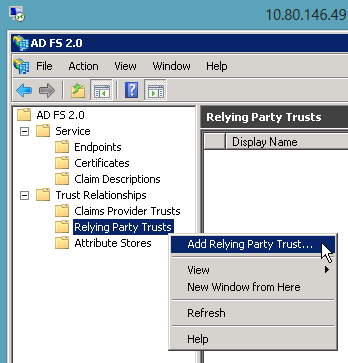 10.80.146.49
AD FS 2.0
File Action View Window Help
AD FS 2.0
Service
Endpoints
Certificates
Claim Descriptions
Trust Relationships
Claims Provider Trusts
Relying Party Trusts
Attribute Stores
Relying Party Trusts
Display Name
Add Relying Party Trust...
View
New Window from Here
Refresh
Help